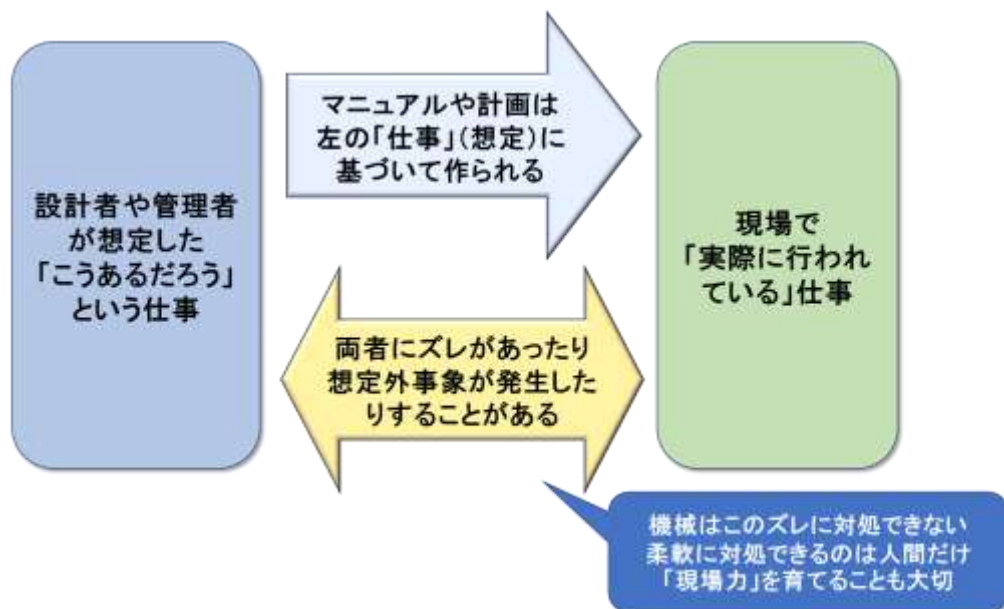 設計者や管理者
が想定した
「こうあるだろう」
という仕事
マニュアルや計画は
左の「仕事」(想定)に
基づいて作られる
両者にズレがあったり
想定外事象が発生した
りすることがある
現場で
「実際に行われ
ている」仕事
機械はこのズレに対処できない
柔軟に対処できるのは人間だけ
「現場力」を育てることも大切